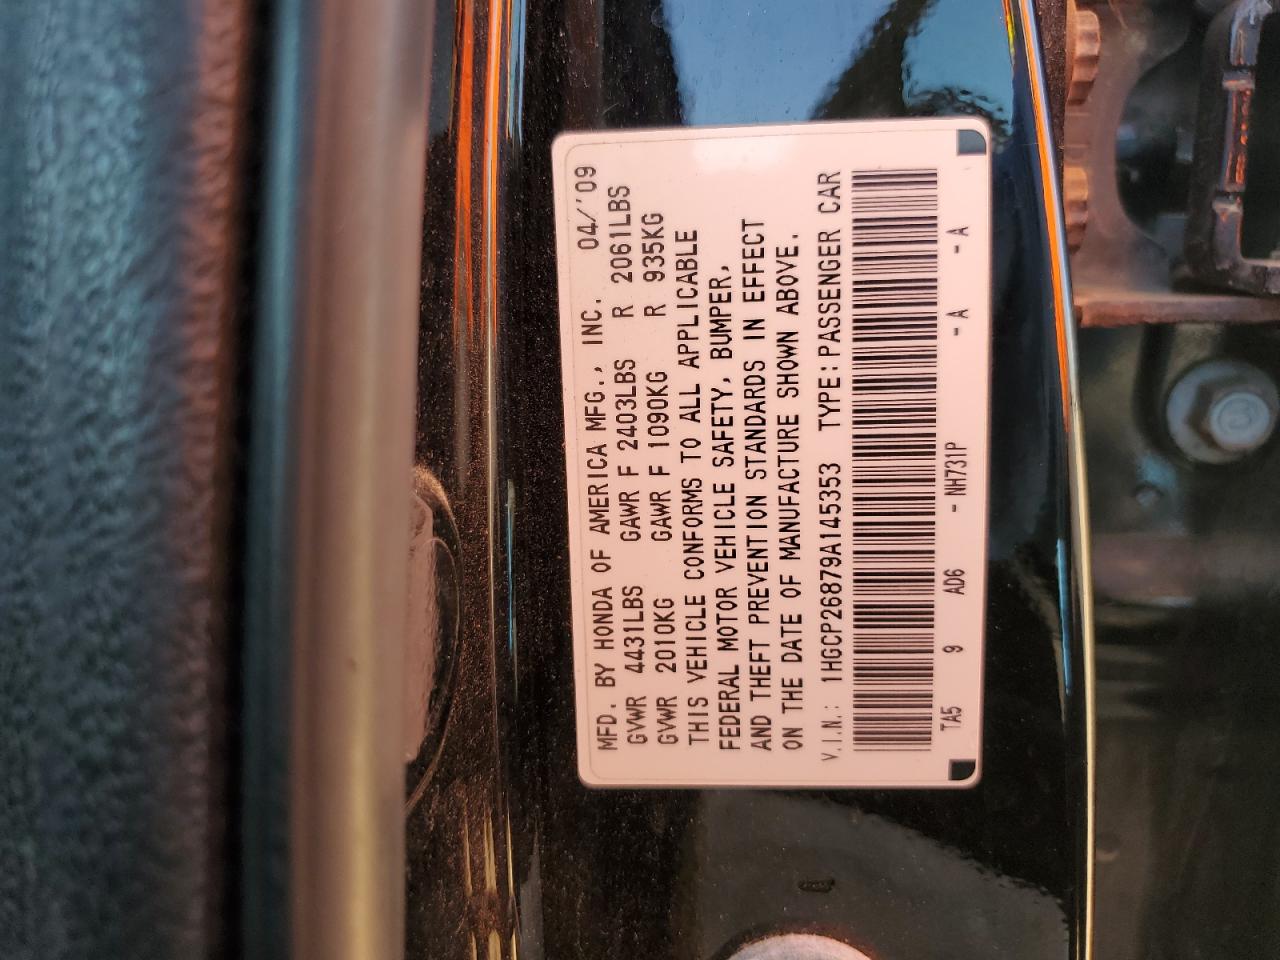 MFD. BY HONDA OF AMERICA MFG., INC. 04/'09
GVWR 4431LBS GAWR F 2403LBS R 2061LBS
GVWR 2010KG GAWR F 1090KG R 935KG
THIS VEHICLE CONFORMS TO ALL APPLICABLE
FEDERAL MOTOR VEHICLE SAFETY, BUMPER,
AND THEFT PREVENTION STANDARDS IN EFFECT
ON THE DATE OF MANUFACTURE SHOWN ABOVE.
V.I.N.: 1HGCP26879A145353 TYPE:PASSENGER CAR
TA5 9 AD6 - NH731P - A - A